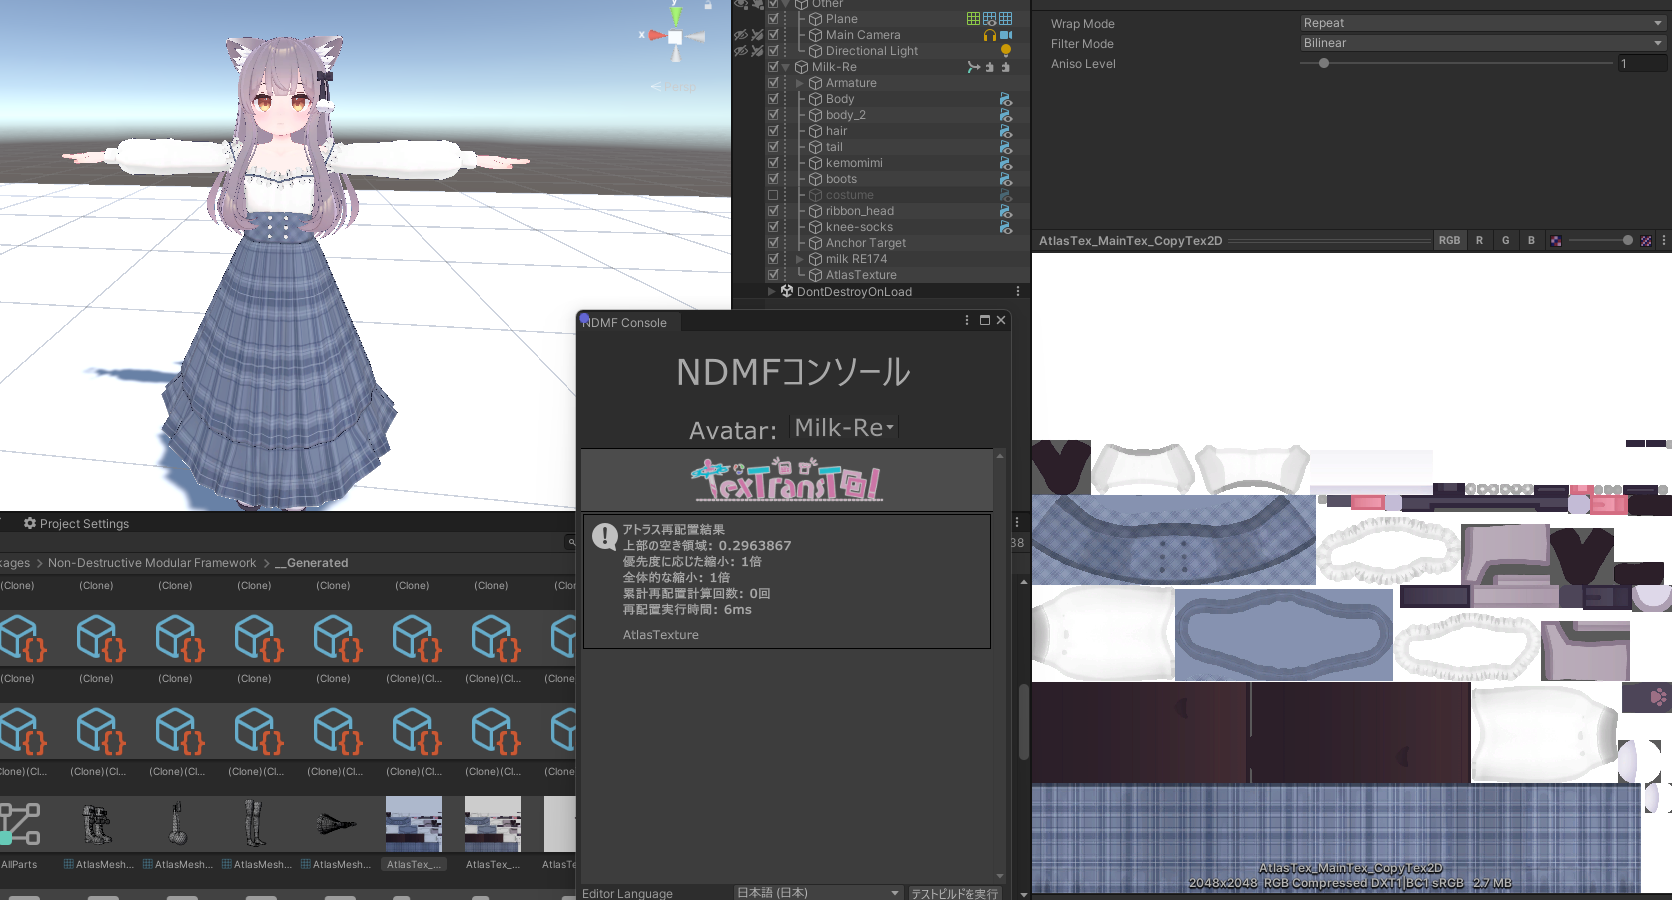 x
y
Persp
Other
Plane
Main Camera
Directional Light
Milk-Re
Armature
Body
body_2
hair
tail
kemomimi
boots
costume
ribbon_head
knee-socks
Anchor Target
milk RE174
AtlasTexture
DontDestroyOnLoad
Wrap Mode
Repeat
Filter Mode
Bilinear
Aniso Level
1
AtlasTex_MainTex_CopyTex2D
RGB R G B
NDMF Console
NDMFコンソール
Avatar: Milk-Re
TexTransTool
アトラス再配置結果
上部の空き領域: 0.2963867
優先度に応じた縮小: 1倍
全体的な縮小: 1倍
累計再配置計算回数: 0回
再配置実行時間: 6ms
AtlasTexture
Editor Language
日本語 (日本)
テストビルドを実行
Project Settings
38
kages > Non-Destructive Modular Framework > __Generated
(Clone) (Clone) (Clone) (Clone) (Clone) (Clone) (Clone)
(Clone) (Clone) (Clone) (Clone) (Clone) (Clone)(Cl... (Clone)(Cl...
lone)(Cl... (Clone)(Cl... (Clone)(Cl... (Clone)(Cl... (Clone)(Cl... (Clone)(Cl... (Clone)(Cl...
AllParts AtlasMesh... AtlasMesh... AtlasMesh... AtlasMesh... AtlasTex_... AtlasTex_... AtlasTe
AtlasTex_MainTex_CopyTex2D
2048x2048 RGB Compressed DXT1|BC1 sRGB 2.7 MB